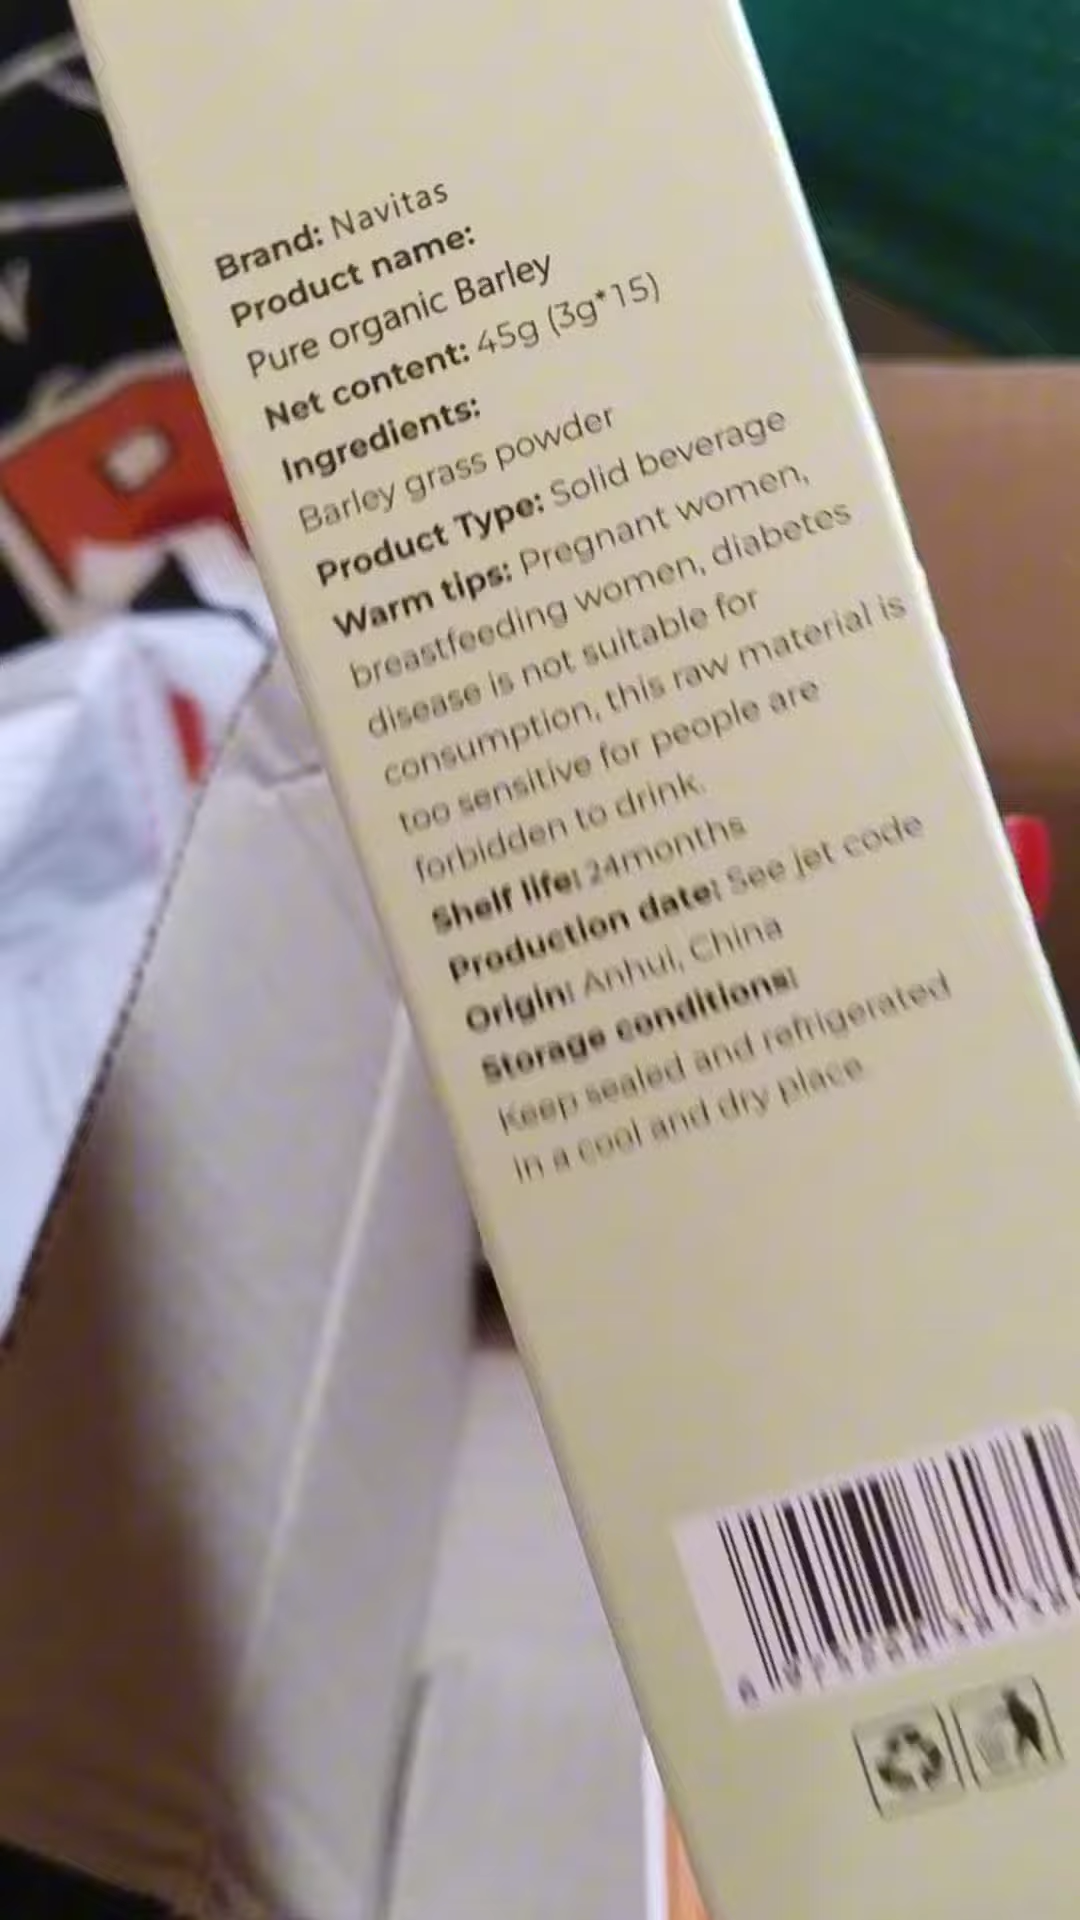 Brand: Navitas
Product name:
Pure organic Barley
Net content: 45g (3g*15)
Ingredients:
Barley grass powder
Product Type: Solid beverage
Warm tips: Pregnant women,
breastfeeding women, diabetes
disease is not suitable for
consumption, this raw material is
too sensitive for people are
forbidden to drink.
Shelf life: 24months
Production date: See jet code
Origin: Anhui, China
Storage conditions:
Keep sealed and refrigerated
in a cool and dry place